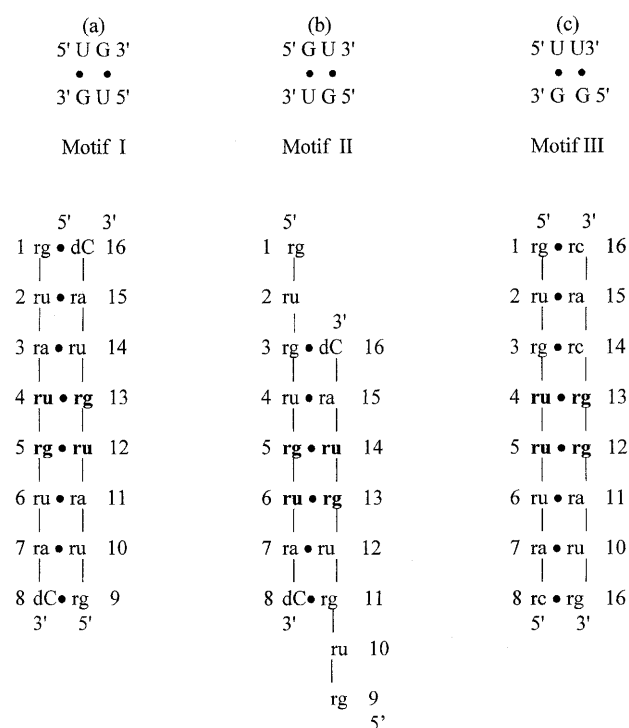 (a)
5' U G 3'
• •
3' G U 5'
Motif I
5' 3'
1 rg • dC 16
2 ru • ra 15
3 ra • ru 14
4 ru • rg 13
5 rg • ru 12
6 ru • ra 11
7 ra • ru 10
8 dC • rg 9
3' 5'
(b)
5' G U 3'
• •
3' U G 5'
Motif II
5'
1 rg
2 ru
3'
3 rg • dC 16
4 ru • ra 15
5 rg • ru 14
6 ru • rg 13
7 ra • ru 12
8 dC • rg 11
3'
ru 10
rg 9
5'
(c)
5' U U3'
• •
3' G G 5'
Motif III
5' 3'
1 rg • rc 16
2 ru • ra 15
3 rg • rc 14
4 ru • rg 13
5 ru • rg 12
6 ru • ra 11
7 ra • ru 10
8 rc • rg 16
5' 3'